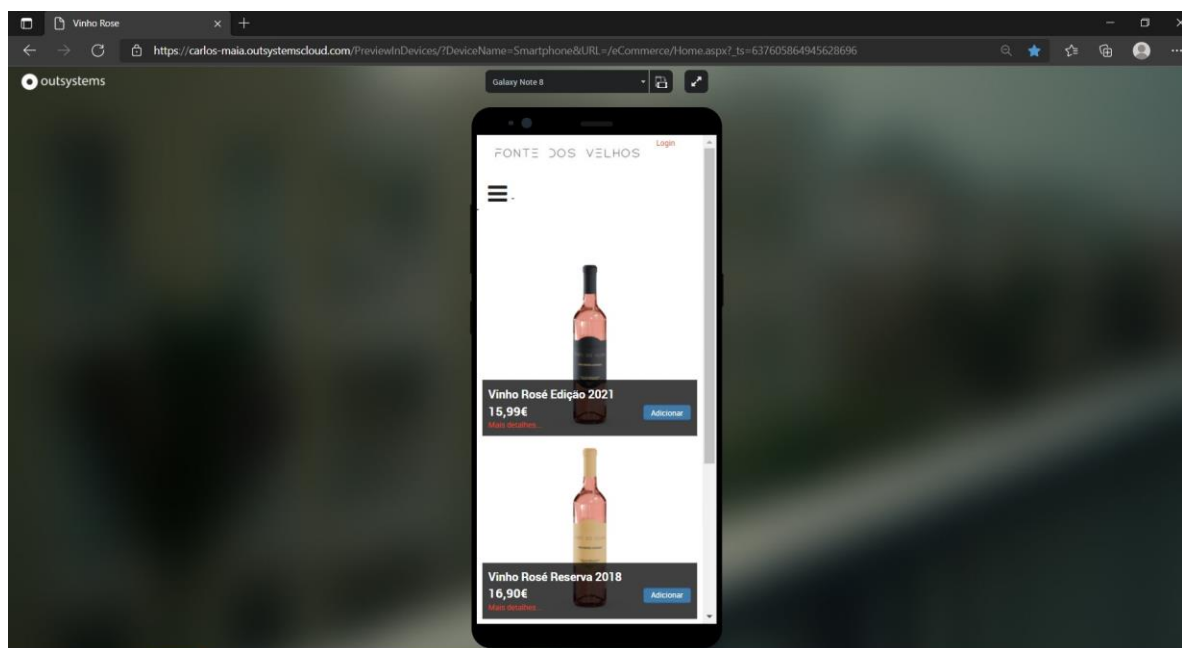 Vinho Rose
https://carlos-maia.outsystemscloud.com/PreviewInDevices/?DeviceName=Smartphone&URL=/eCommerce/Home.aspx?_ts=637605864945628696
outsystems
Galaxy Note 8
FONTE DOS VELHOS
Login
Vinho Rosé Edição 2021
15,99€
Adicionar
Mais detalhes...
Vinho Rosé Reserva 2018
16,90€
Adicionar
Mais detalhes...